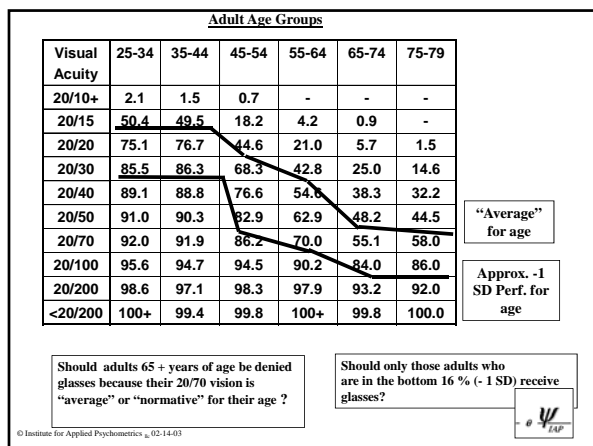 Adult Age Groups
Visual Acuity 25-34 35-44 45-54 55-64 65-74 75-79
20/10+ 2.1 1.5 0.7 - - -
20/15 50.4 49.5 18.2 4.2 0.9 -
20/20 75.1 76.7 44.6 21.0 5.7 1.5
20/30 85.5 86.3 68.3 42.8 25.0 14.6
20/40 89.1 88.8 76.6 54.6 38.3 32.2
20/50 91.0 90.3 82.9 62.9 48.2 44.5
20/70 92.0 91.9 86.2 70.0 55.1 58.0
20/100 95.6 94.7 94.5 90.2 84.0 86.0
20/200 98.6 97.1 98.3 97.9 93.2 92.0
<20/200 100+ 99.4 99.8 100+ 99.8 100.0
“Average”
for age
Approx. -1
SD Perf. for
age
Should adults 65 + years of age be denied
glasses because their 20/70 vision is
“average” or “normative” for their age ?
Should only those adults who
are in the bottom 16 % (- 1 SD) receive
glasses?
Ψ
IAP
© Institute for Applied Psychometrics 02-14-03